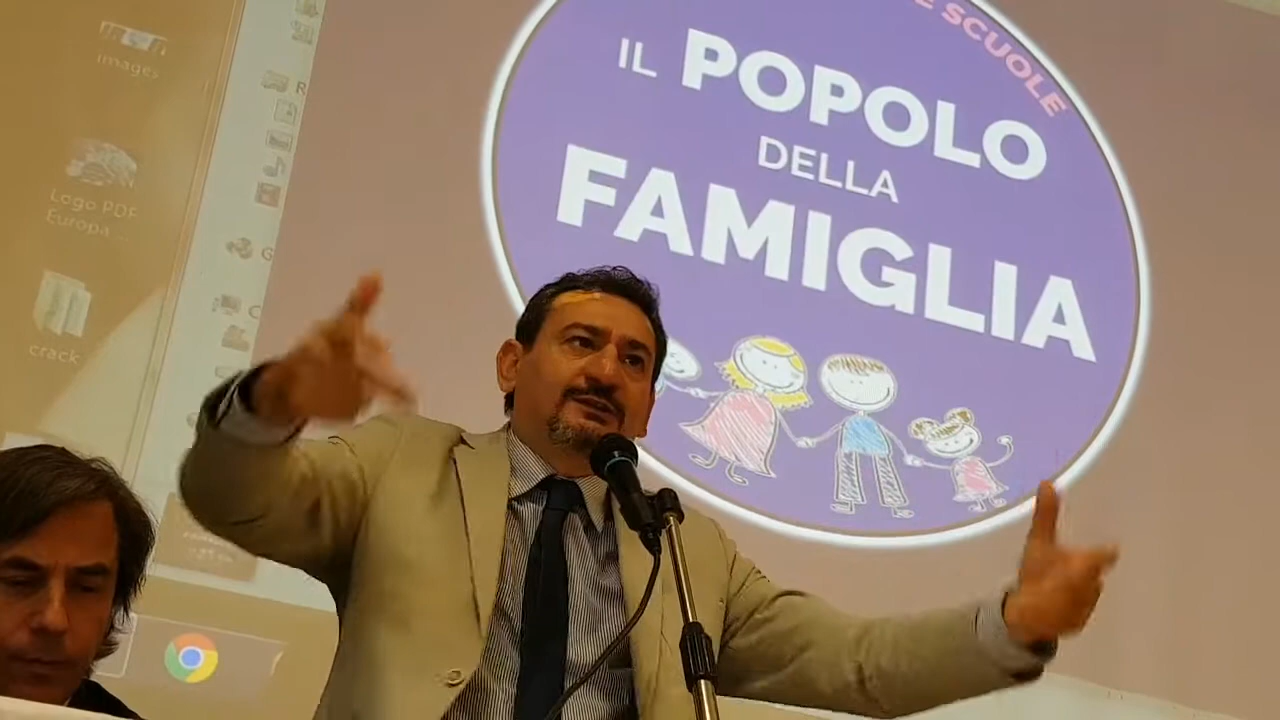 E SCUOLE
IL POPOLO
DELLA
FAMIGLIA
images
Logo PDF
Europa ...
crack
R
G
C